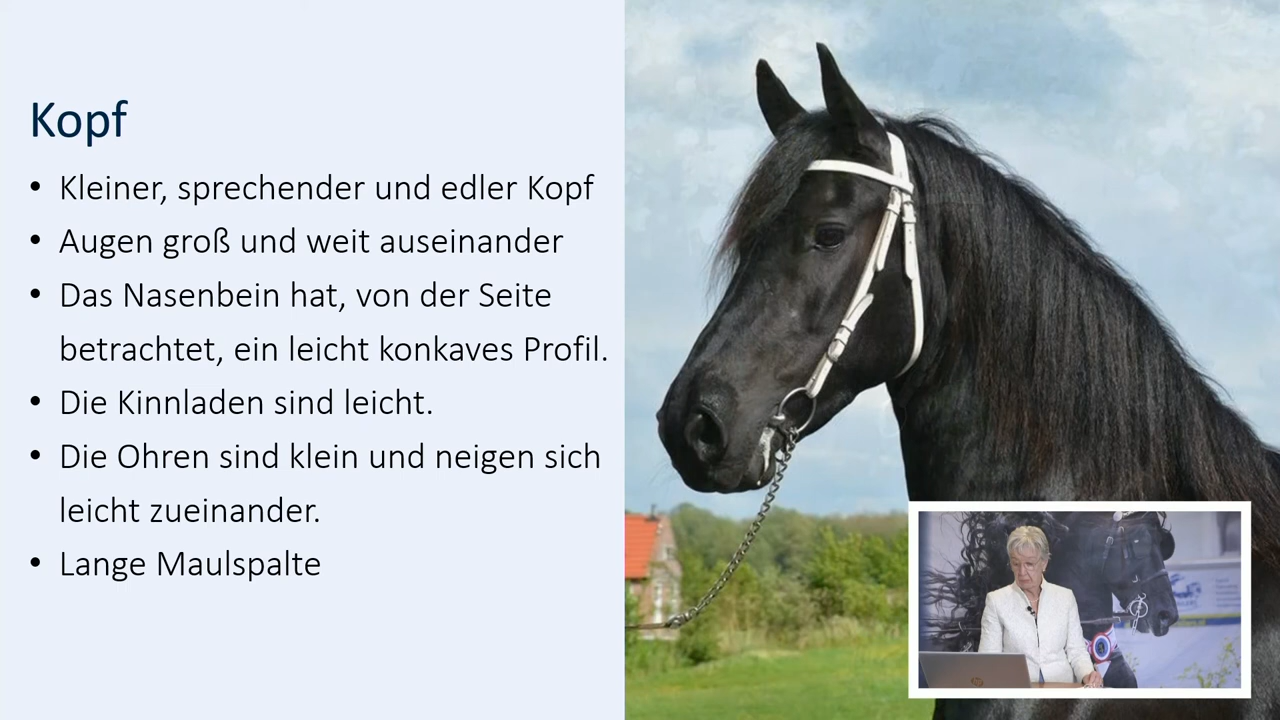 Kopf
• Kleiner, sprechender und edler Kopf
• Augen groß und weit auseinander
• Das Nasenbein hat, von der Seite
betrachtet, ein leicht konkaves Profil.
• Die Kinnladen sind leicht.
• Die Ohren sind klein und neigen sich
leicht zueinander.
• Lange Maulspalte